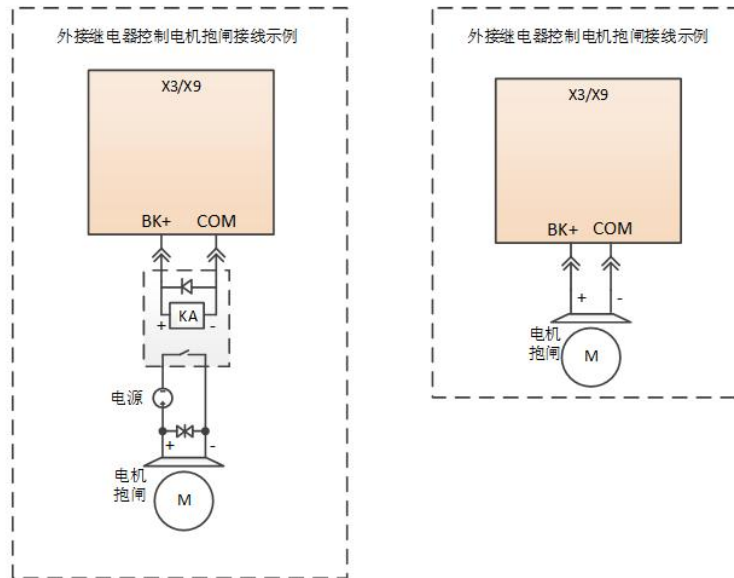 外接继电器控制电机抱闸接线示例
X3/X9
BK+ COM
+ KA -
电源
+ -
电机
抱闸
M
外接继电器控制电机抱闸接线示例
X3/X9
BK+ COM
+ -
电机
抱闸
M